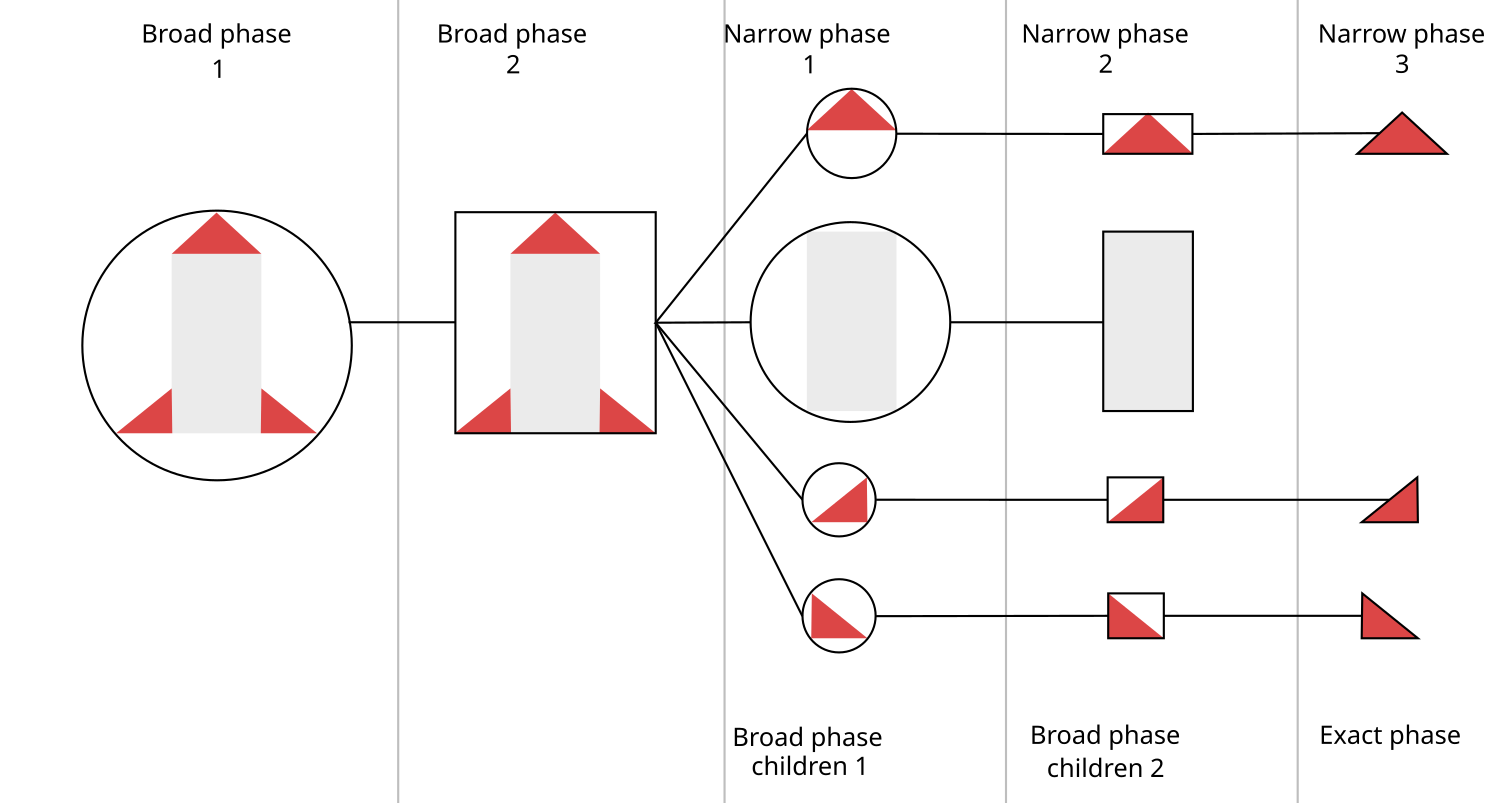 Broad phase
1
Broad phase
2
Narrow phase
1
Narrow phase
2
Narrow phase
3
Broad phase
children 1
Broad phase
children 2
Exact phase